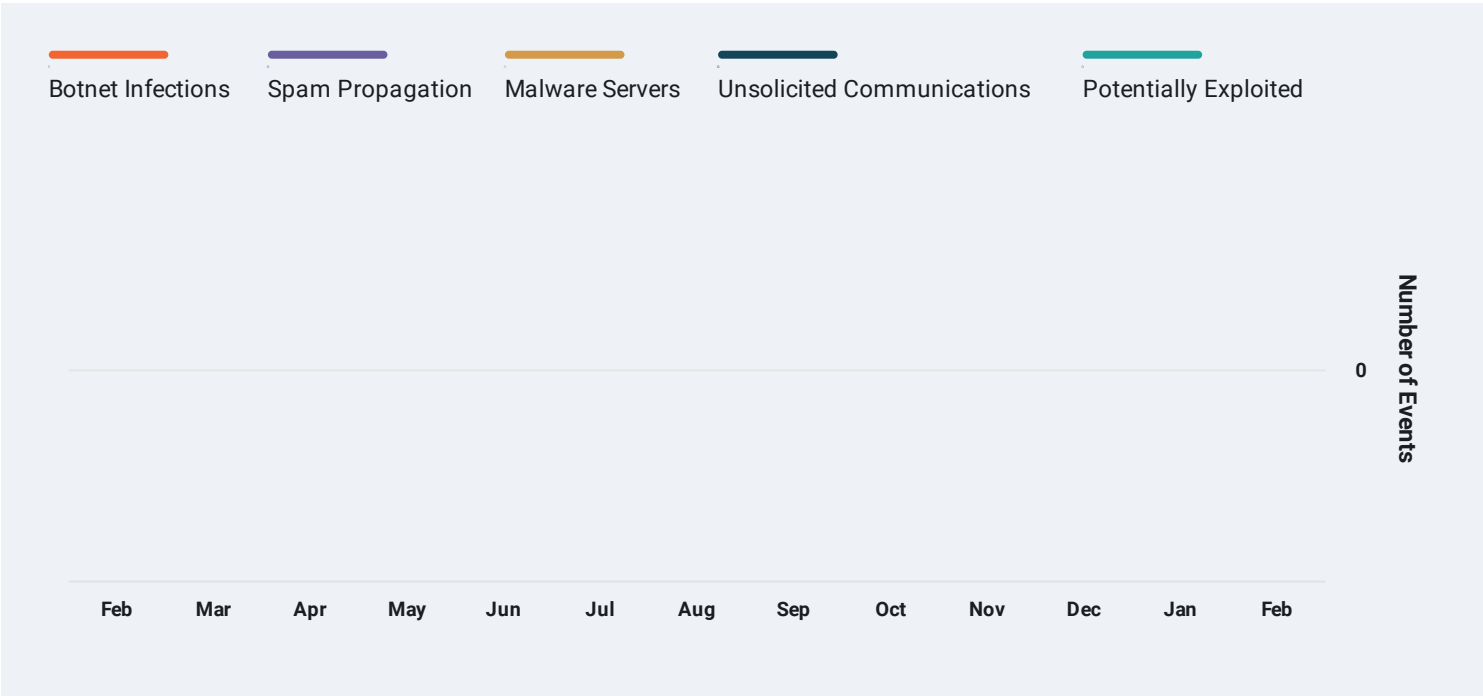 Botnet Infections Spam Propagation Malware Servers Unsolicited Communications Potentially Exploited
0
Number of Events
Feb Mar Apr May Jun Jul Aug Sep Oct Nov Dec Jan Feb